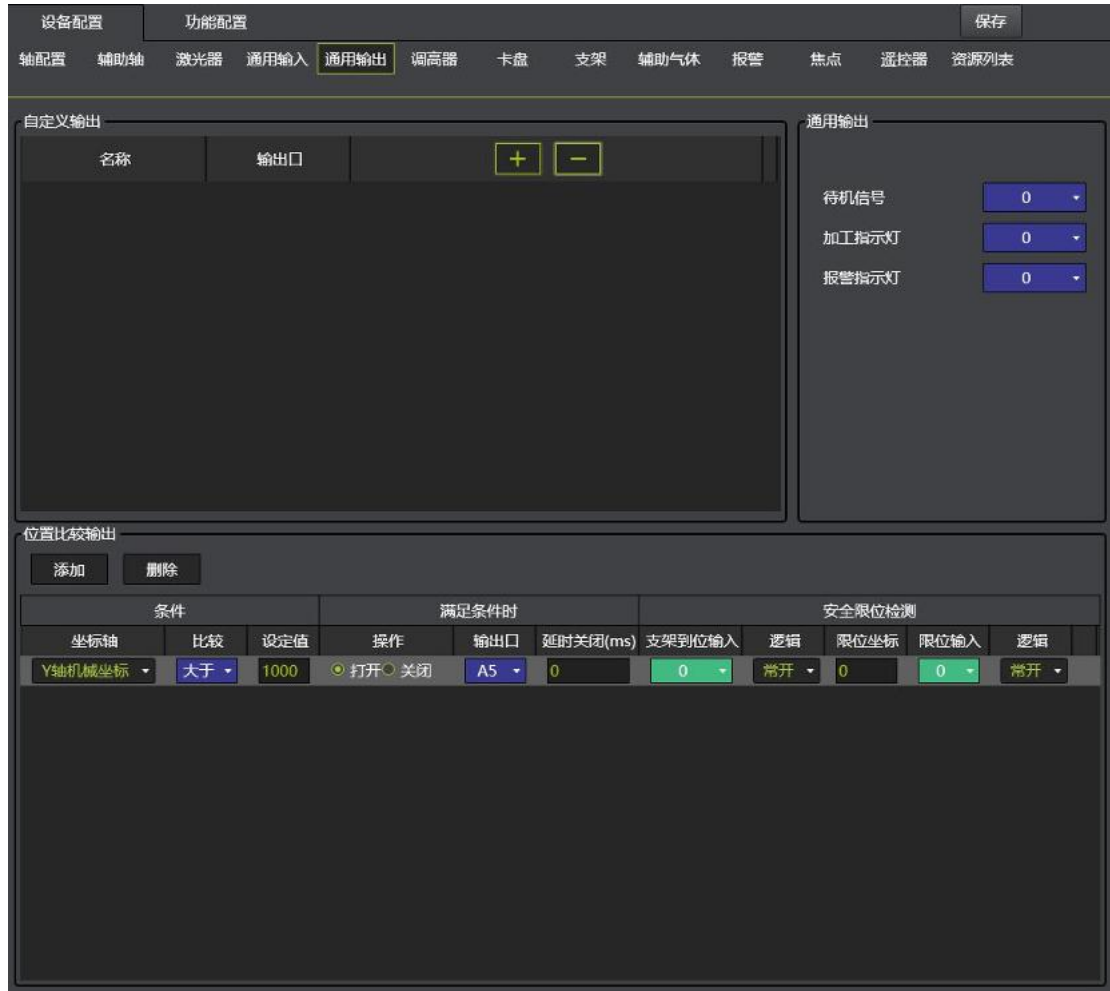 设备配置 功能配置 保存
轴配置 辅助轴 激光器 通用输入 通用输出 调高器 卡盘 支架 辅助气体 报警 焦点 遥控器 资源列表
自定义输出
名称 输出口 + −
通用输出
待机信号 0
加工指示灯 0
报警指示灯 0
位置比较输出
添加 删除
条件 满足条件时 安全限位检测
坐标轴 比较 设定值 操作 输出口 延时关闭(ms) 支架到位输入 逻辑 限位坐标 限位输入 逻辑
Y轴机械坐标 大于 1000 打开 关闭 A5 0 0 常开 0 0 常开